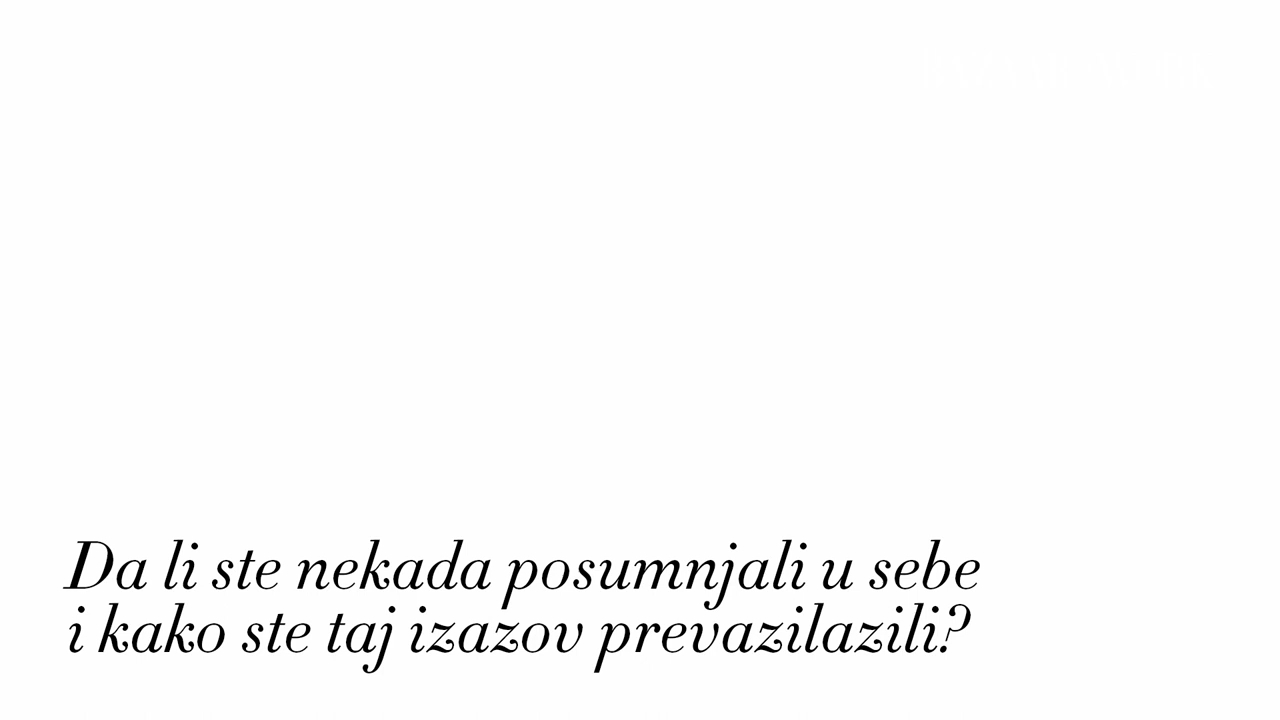 Da li ste nekada posumnjali u sebe
i kako ste taj izazov prevazilazili?